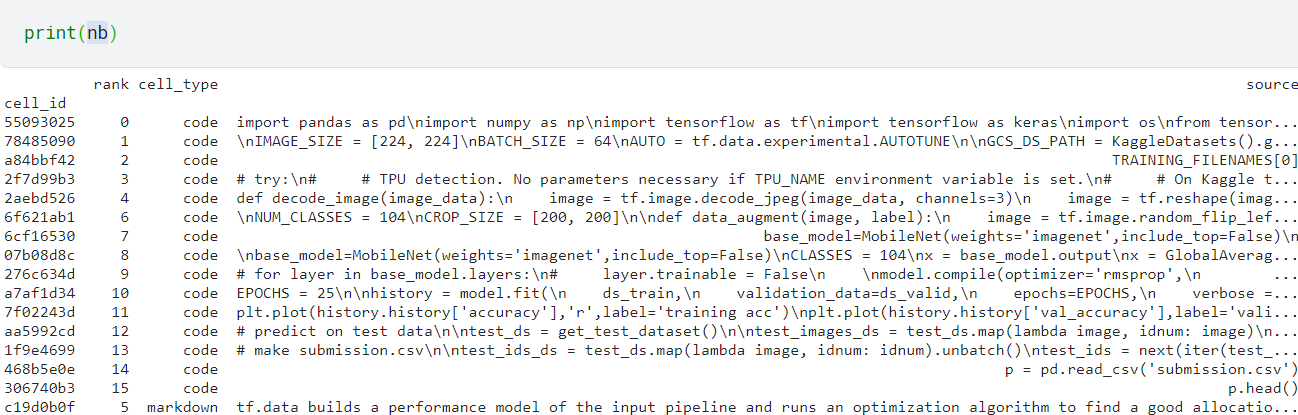 print(nb)
rank cell_type source
cell_id
55093025 0 code import pandas as pd\nimport numpy as np\nimport tensorflow as tf\nimport tensorflow as keras\nimport os\nfrom tensor...
78485090 1 code \nIMAGE_SIZE = [224, 224]\nBATCH_SIZE = 64\nAUTO = tf.data.experimental.AUTOTUNE\n\nGCS_DS_PATH = KaggleDatasets().g...
a84bbf42 2 code TRAINING_FILENAMES[0]
2f7d99b3 3 code # try:\n#     # TPU detection. No parameters necessary if TPU_NAME environment variable is set.\n#     # On Kaggle t...
2aebd526 4 code def decode_image(image_data):\n    image = tf.image.decode_jpeg(image_data, channels=3)\n    image = tf.reshape(imag...
6f621ab1 6 code \nNUM_CLASSES = 104\nCROP_SIZE = [200, 200]\n\ndef data_augment(image, label):\n    image = tf.image.random_flip_lef...
6cf16530 7 code base_model=MobileNet(weights='imagenet',include_top=False)\n
07b08d8c 8 code \nbase_model=MobileNet(weights='imagenet',include_top=False)\nCLASSES = 104\nx = base_model.output\nx = GlobalAverag...
276c634d 9 code # for layer in base_model.layers:\n#     layer.trainable = False\n    \nmodel.compile(optimizer='rmsprop',\n              ...
a7af1d34 10 code EPOCHS = 25\n\nhistory = model.fit(\n    ds_train,\n    validation_data=ds_valid,\n    epochs=EPOCHS,\n    verbose =...
7f02243d 11 code plt.plot(history.history['accuracy'],'r',label='training acc')\nplt.plot(history.history['val_accuracy'],label='vali...
aa5992cd 12 code # predict on test data\n\ntest_ds = get_test_dataset()\n\ntest_images_ds = test_ds.map(lambda image, idnum: image)\n...
1f9e4699 13 code # make submission.csv\n\ntest_ids_ds = test_ds.map(lambda image, idnum: idnum).unbatch()\ntest_ids = next(iter(test_...
468b5e0e 14 code p = pd.read_csv('submission.csv')
306740b3 15 code p.head()
c19d0b0f 5 markdown tf.data builds a performance model of the input pipeline and runs an optimization algorithm to find a good allocatio...